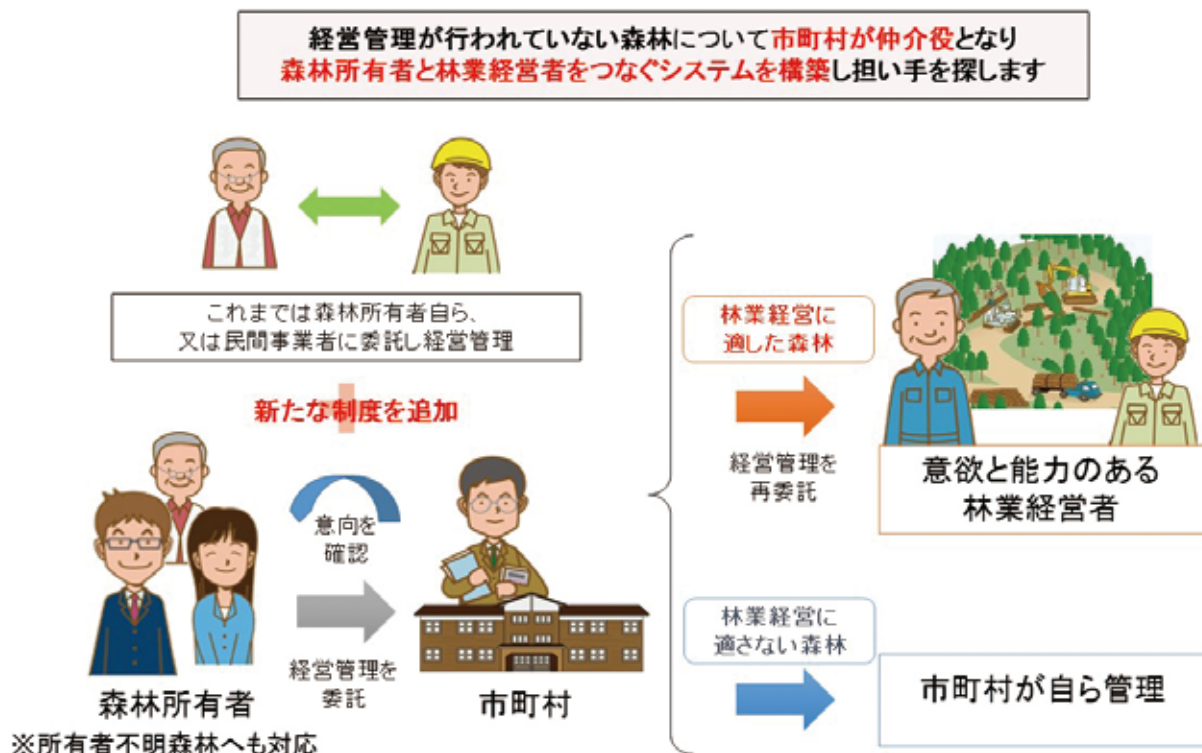 経営管理が行われていない森林について市町村が仲介役となり
森林所有者と林業経営者をつなぐシステムを構築し担い手を探します
これまでは森林所有者自ら、
又は民間事業者に委託し経営管理
新たな制度を追加
意向を
確認
経営管理を
委託
森林所有者
※所有者不明森林へも対応
市町村
林業経営に
適した森林
経営管理を
再委託
意欲と能力のある
林業経営者
林業経営に
適さない森林
市町村が自ら管理